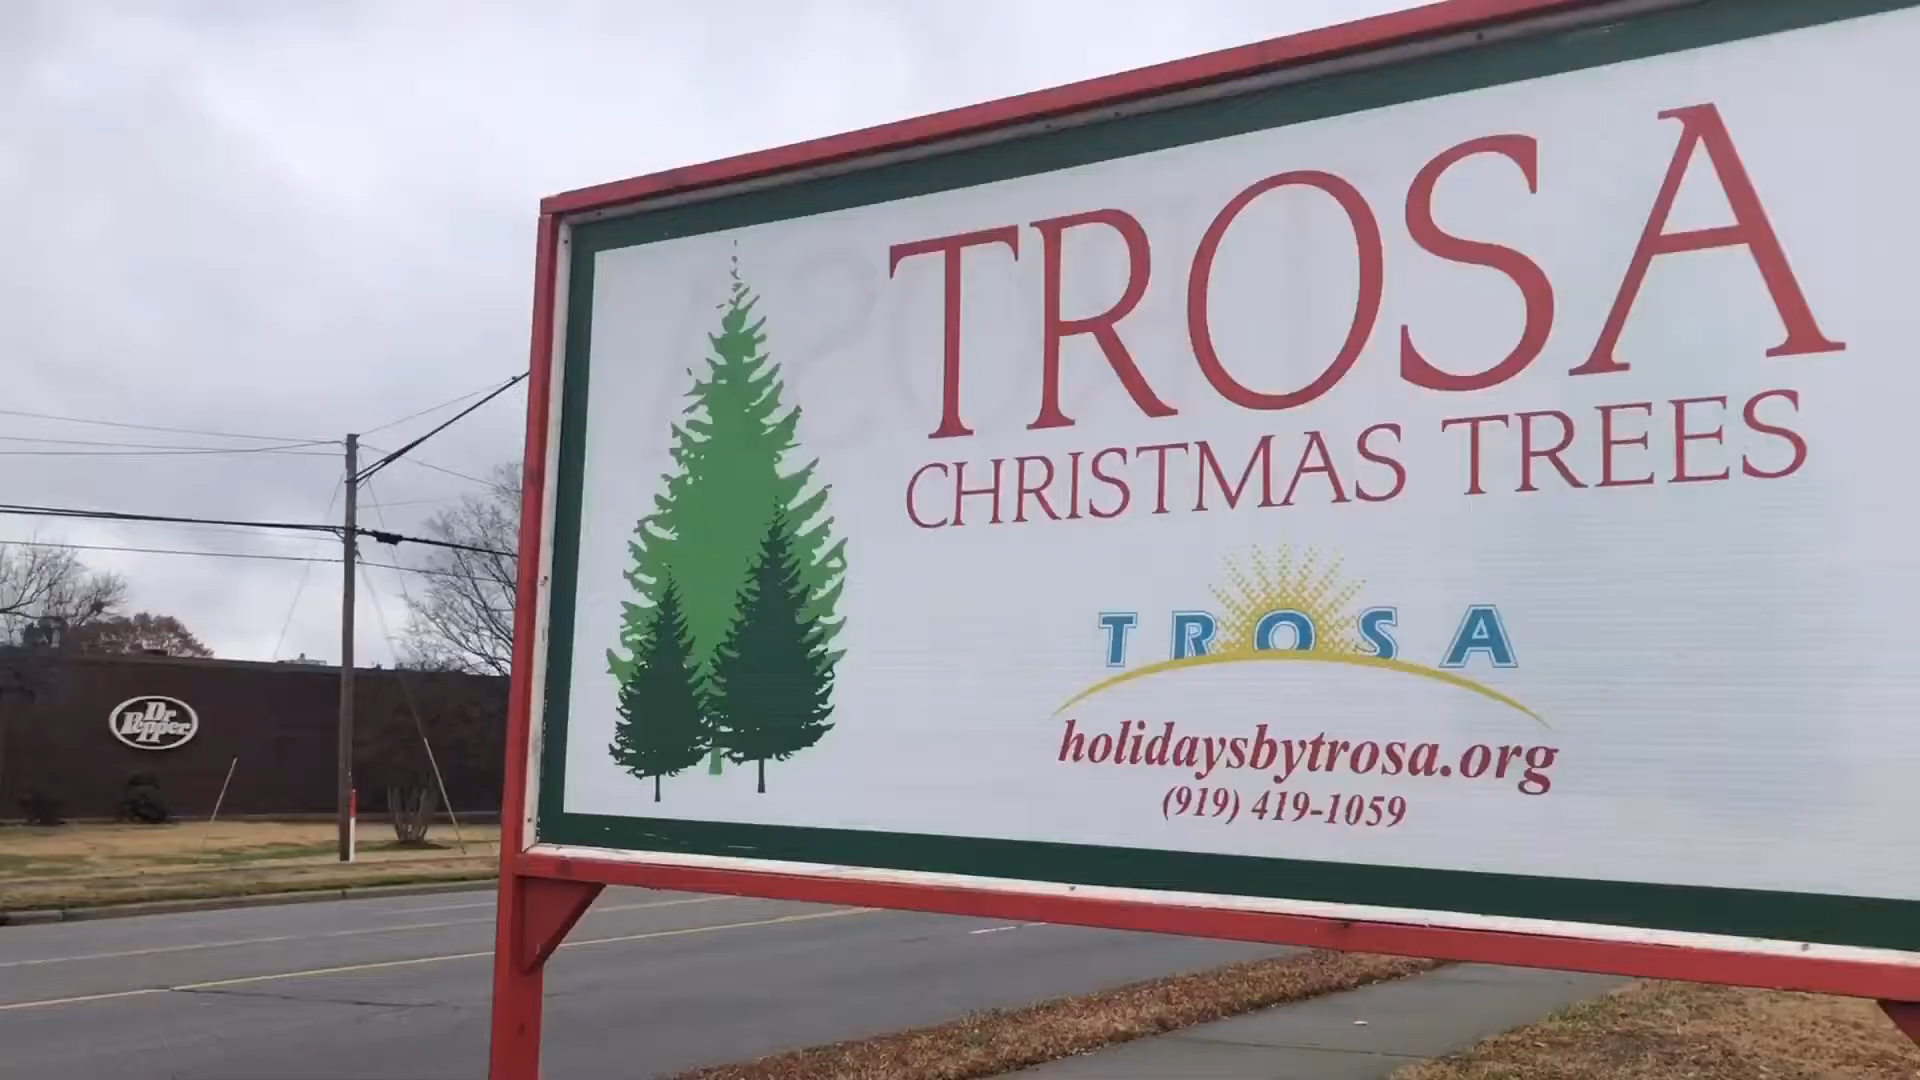 TROSA
CHRISTMAS TREES
TROSA
holidaysbytrosa.org
(919) 419-1059
Dr
Pepper